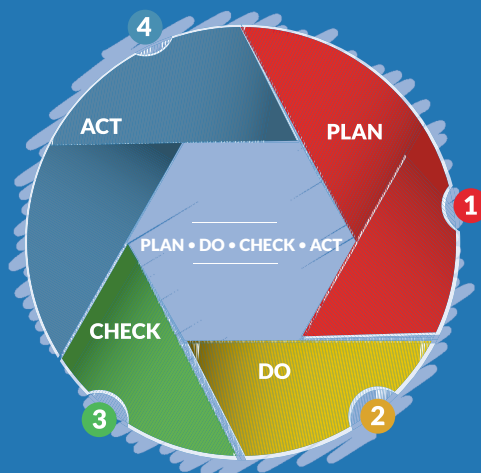 4
ACT
PLAN
1
PLAN • DO • CHECK • ACT
CHECK
DO
3
2